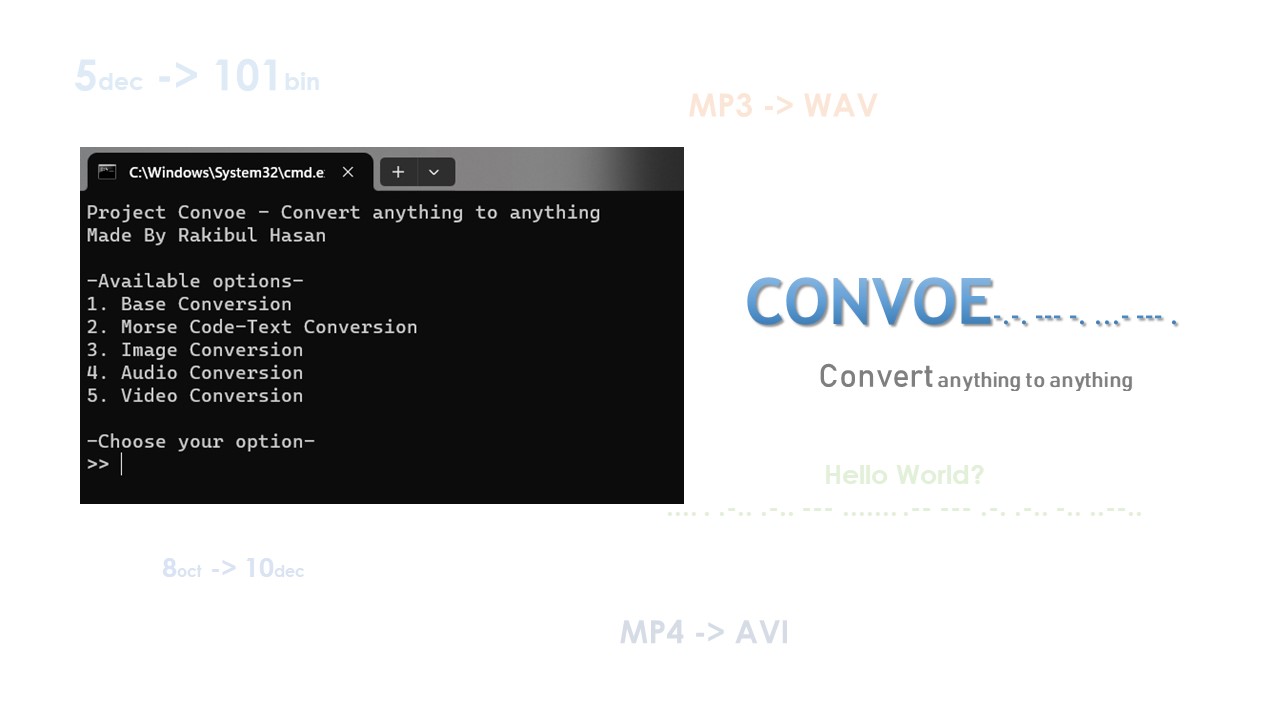 5dec -> 101bin
MP3 -> WAV
C:\Windows\System32\cmd.e
Project Convoe - Convert anything to anything
Made By Rakibul Hasan
-Available options-
1. Base Conversion
2. Morse Code-Text Conversion
3. Image Conversion
4. Audio Conversion
5. Video Conversion
-Choose your option-
>>
CONVOE-.-. --- -. ...- --- .
Convert anything to anything
Hello World?
.... . .-.. .-.. --- ....... .-- --- .-. .-.. -.. ..--..
8oct -> 10dec
MP4 -> AVI